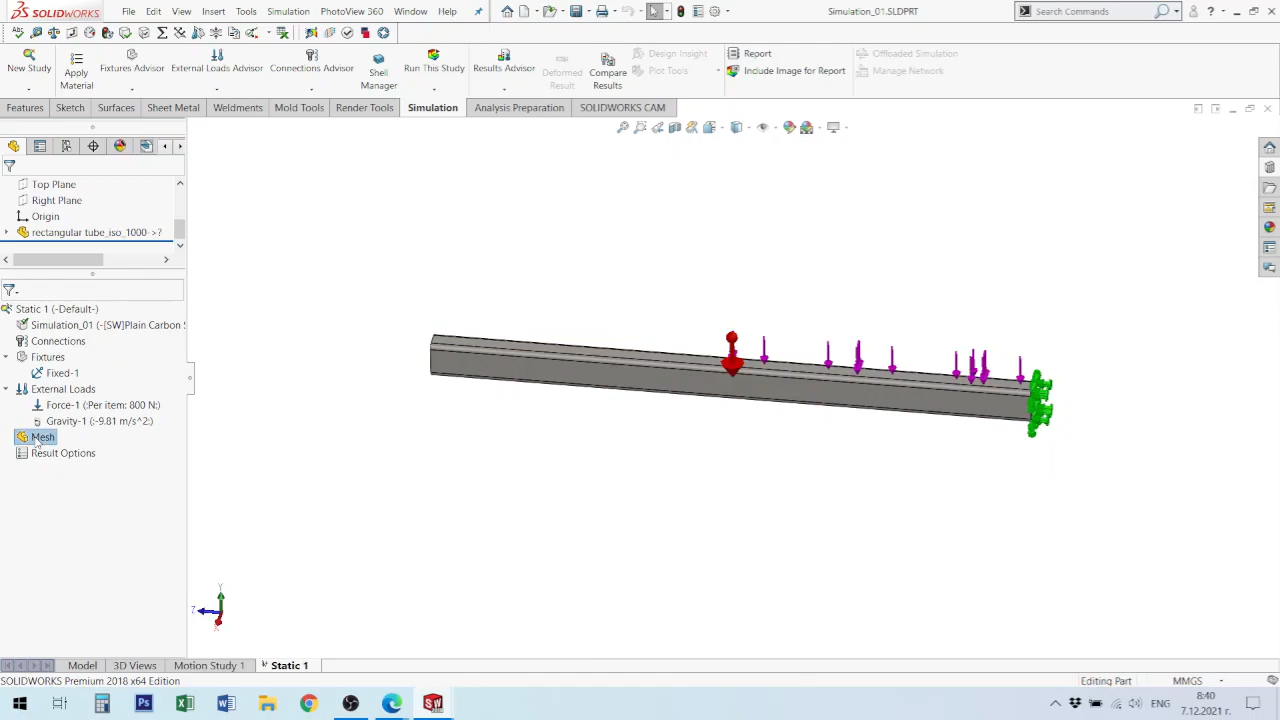 SOLIDWORKS File Edit View Insert Tools Simulation PhotoView 360 Window Help Simulation_01.SLDPRT Search Commands
New Study
Apply Material
Fixtures Advisor
External Loads Advisor
Connections Advisor
Shell Manager
Run This Study
Results Advisor
Deformed Result
Compare Results
Design Insight
Plot Tools
Report
Include Image for Report
Offloaded Simulation
Manage Network
Features Sketch Surfaces Sheet Metal Weldments Mold Tools Render Tools Simulation Analysis Preparation SOLIDWORKS CAM
Top Plane
Right Plane
Origin
rectangular tube_iso_1000->?
Static 1 (-Default-)
Simulation_01 (-[SW]Plain Carbon
Connections
Fixtures
Fixed-1
External Loads
Force-1 (:Per item: 800 N:)
Gravity-1 (:-9.81 m/s^2:)
Mesh
Result Options
Y
Z
X
Model 3D Views Motion Study 1 Static 1
SOLIDWORKS Premium 2018 x64 Edition Editing Part MMGS
ENG
8:40
7.12.2021 г.